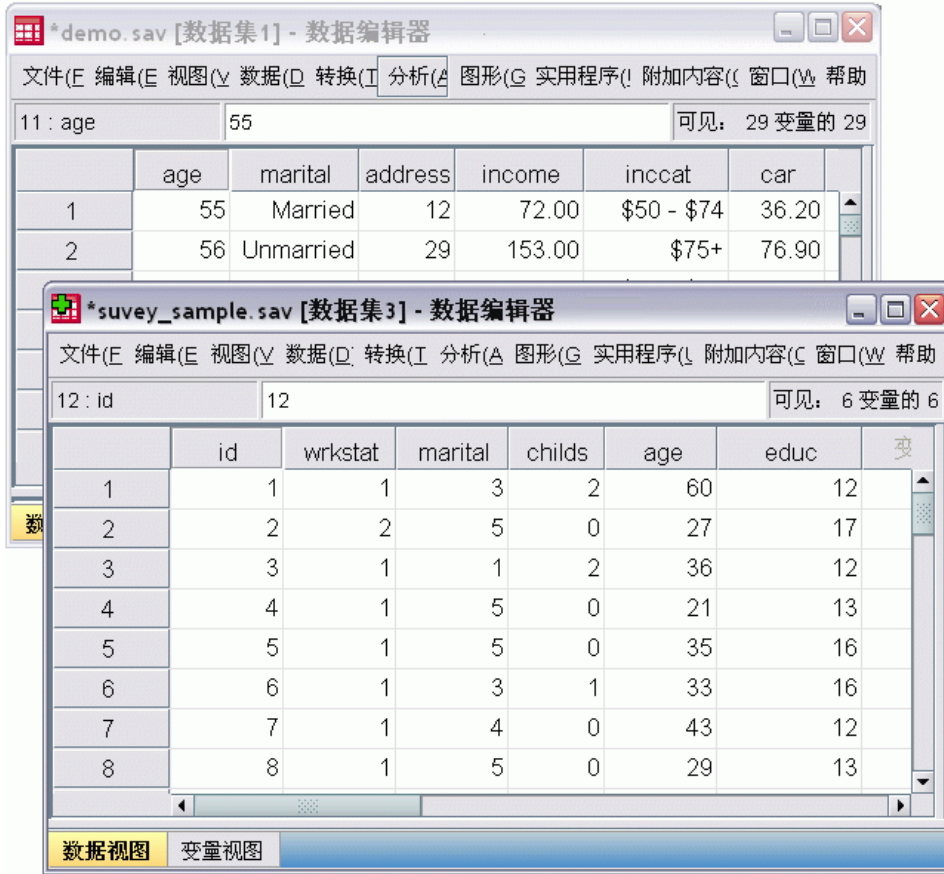 *demo.sav [数据集1] - 数据编辑器
文件(F 编辑(E 视图(V 数据(D 转换(T 分析(A 图形(G 实用程序(! 附加内容(( 窗口(W 帮助
11 : age 55 可见： 29 变量的 29
age marital address income inccat car
1 55 Married 12 72.00 $50 - $74 36.20
2 56 Unmarried 29 153.00 $75+ 76.90
数
*suvey_sample.sav [数据集3] - 数据编辑器
文件(F 编辑(E 视图(V 数据(D 转换(T 分析(A 图形(G 实用程序(L 附加内容(C 窗口(W 帮助
12 : id 12 可见： 6 变量的 6
id wrkstat marital childs age educ 变
1 1 1 3 2 60 12
2 2 2 5 0 27 17
3 3 1 1 2 36 12
4 4 1 5 0 21 13
5 5 1 5 0 35 16
6 6 1 3 1 33 16
7 7 1 4 0 43 12
8 8 1 5 0 29 13
数据视图 变量视图